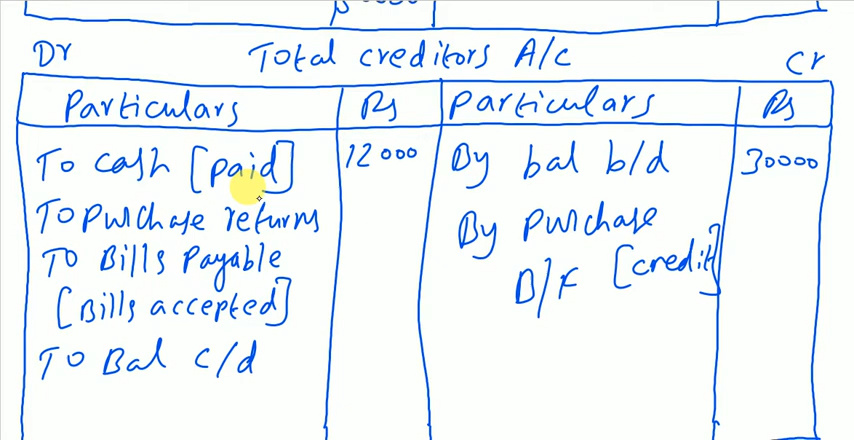 Dr Total creditors A/c Cr
Particulars Rs Particulars Rs
To cash [paid] 12000 By bal b/d 30000
To purchase returns By purchase
To Bills Payable B/F [credit]
[Bills accepted]
To Bal c/d